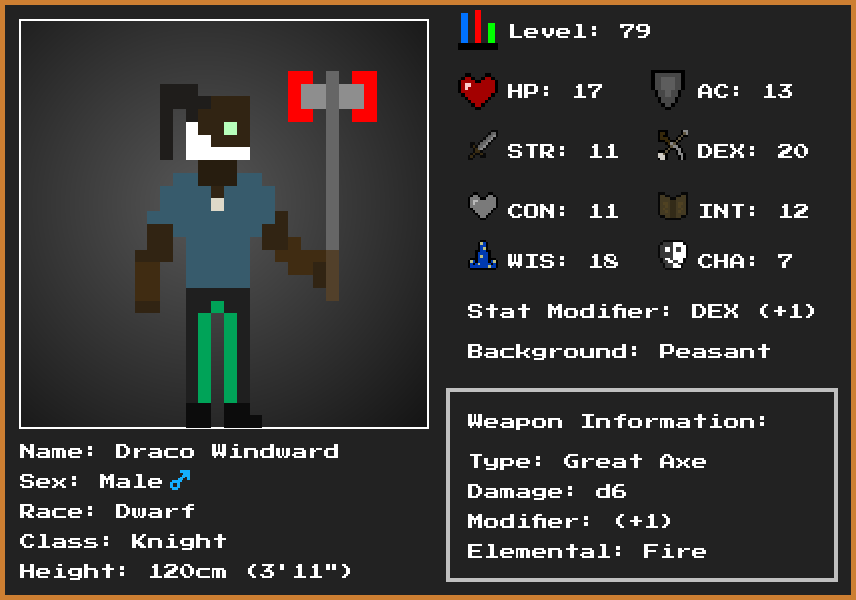 Level: 79
HP: 17
AC: 13
STR: 11
DEX: 20
CON: 11
INT: 12
WIS: 18
CHA: 7
Stat Modifier: DEX (+1)
Background: Peasant
Weapon Information:
Type: Great Axe
Damage: d6
Modifier: (+1)
Elemental: Fire
Name: Draco Windward
Sex: Male ♂
Race: Dwarf
Class: Knight
Height: 120cm (3'11")